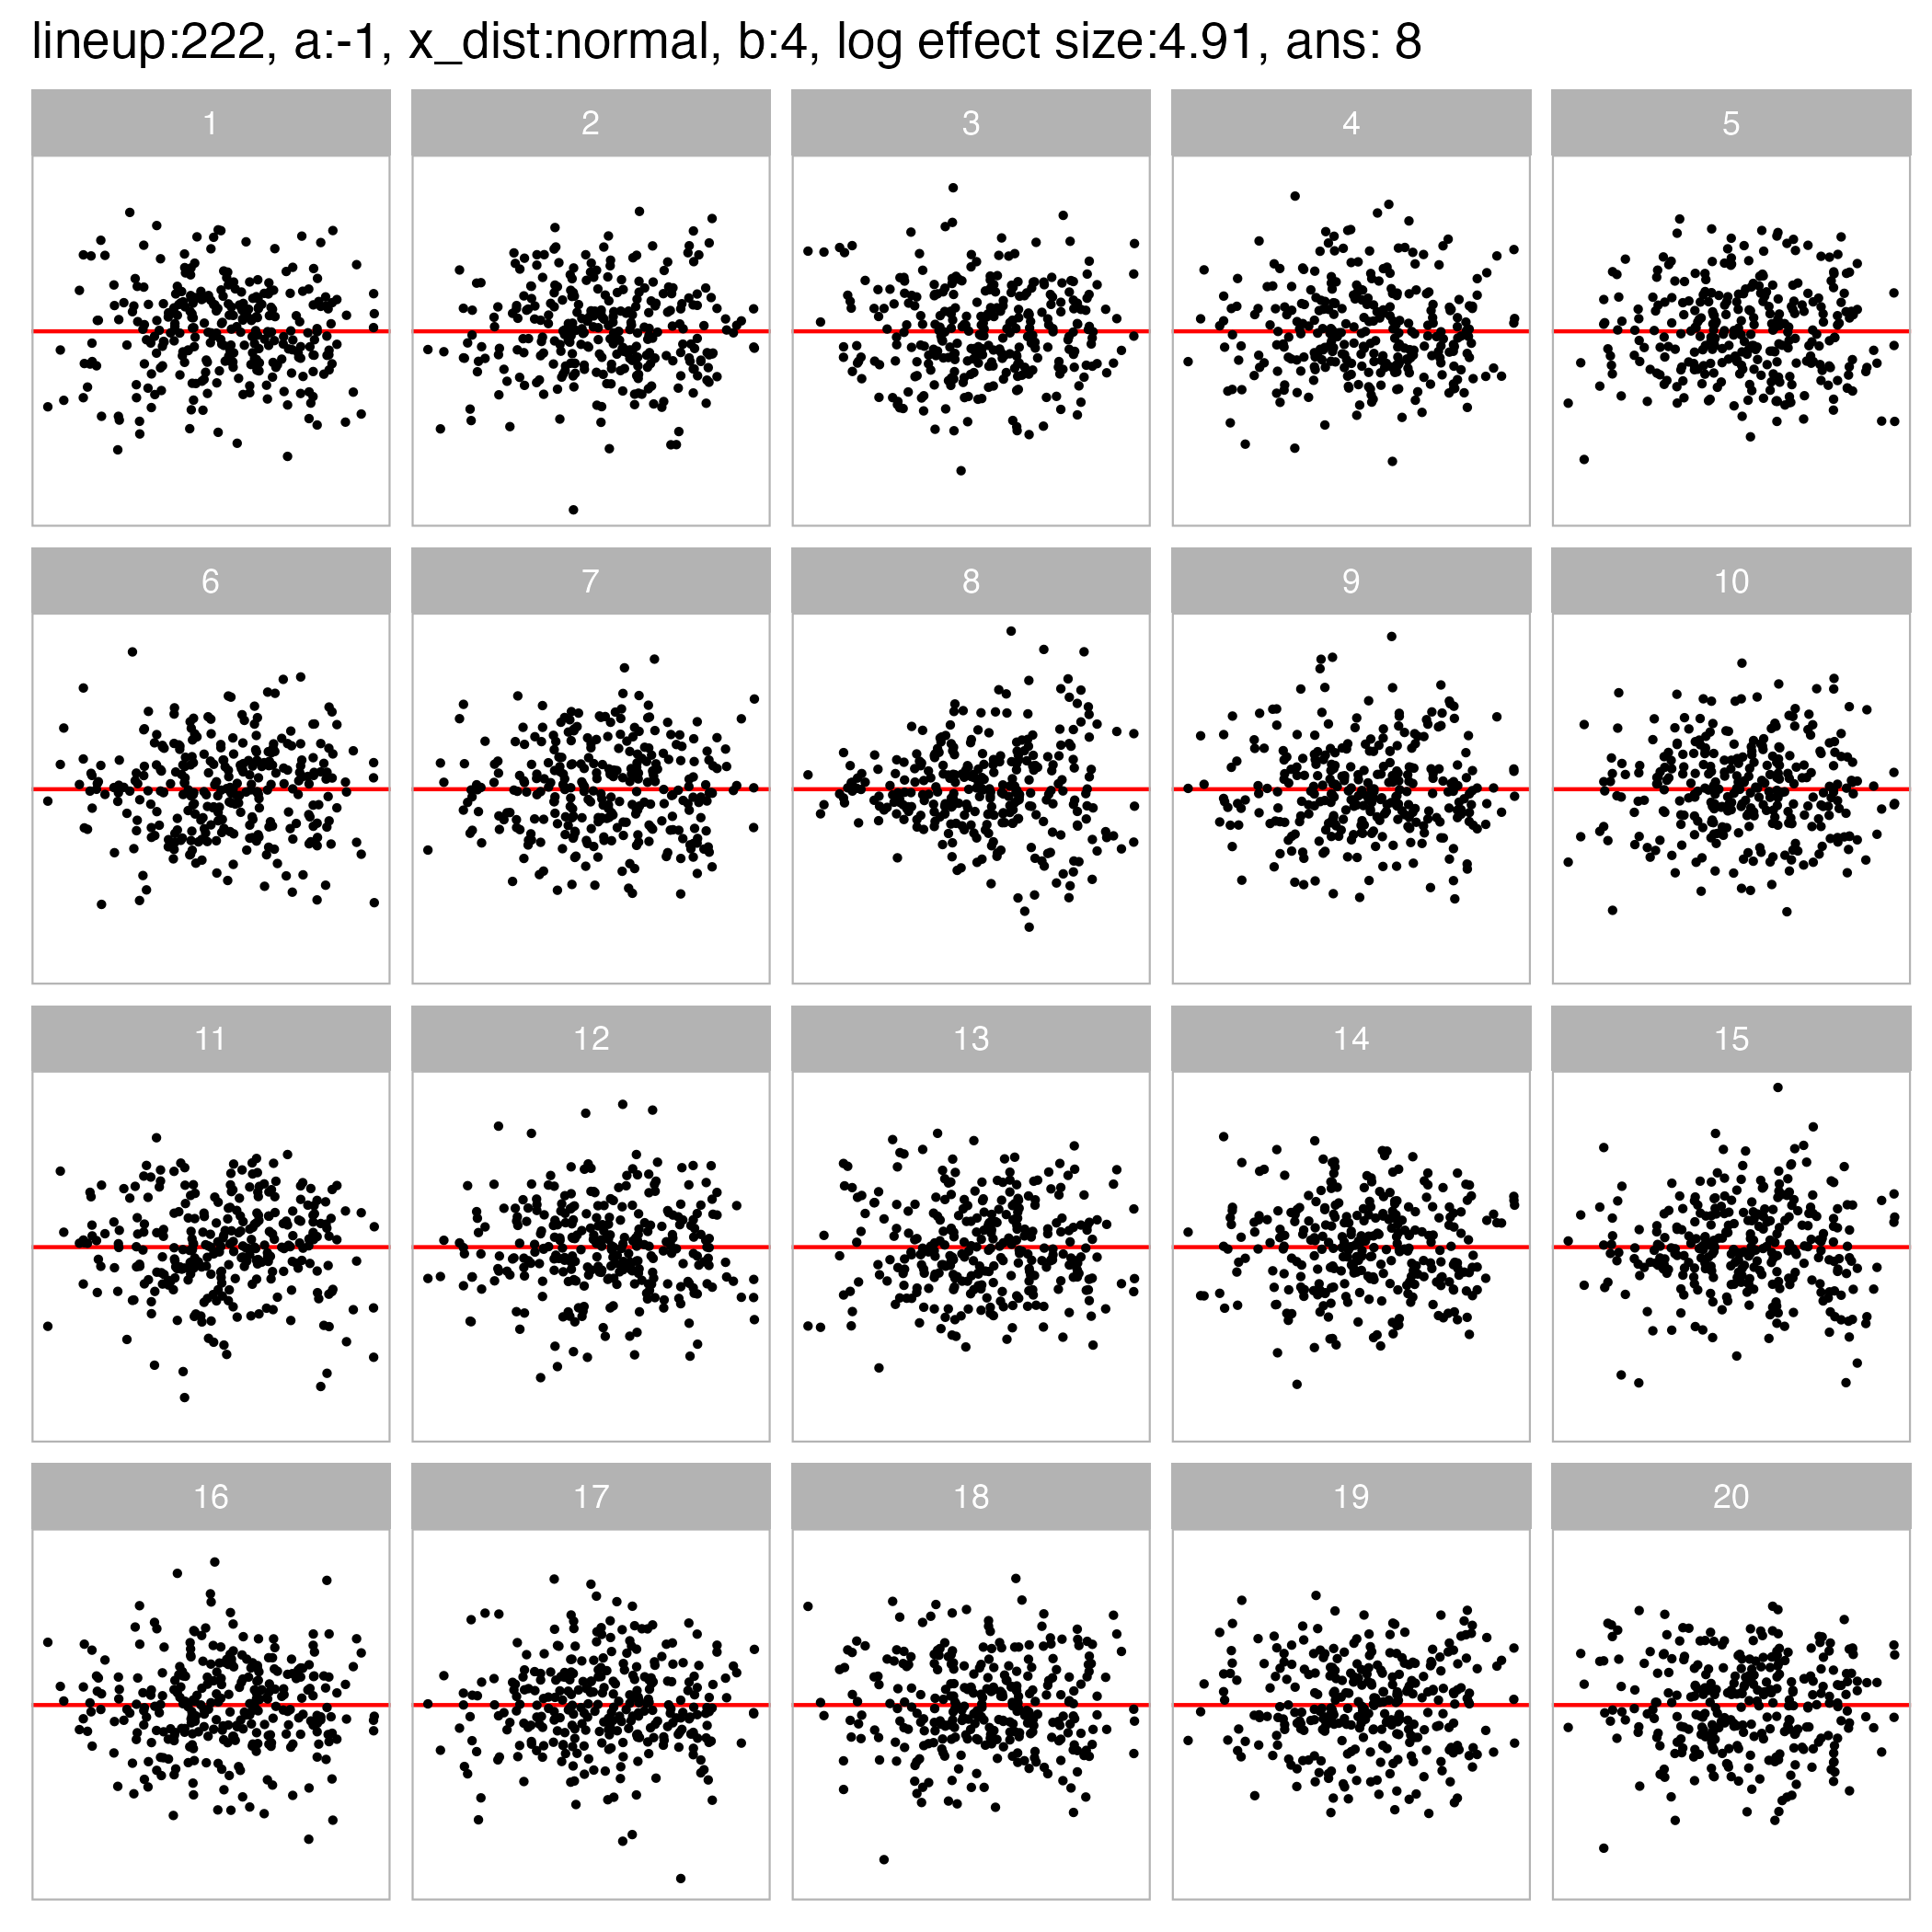 lineup:222, a:-1, x_dist:normal, b:4, log effect size:4.91, ans: 8
1 2 3 4 5
6 7 8 9 10
11 12 13 14 15
16 17 18 19 20